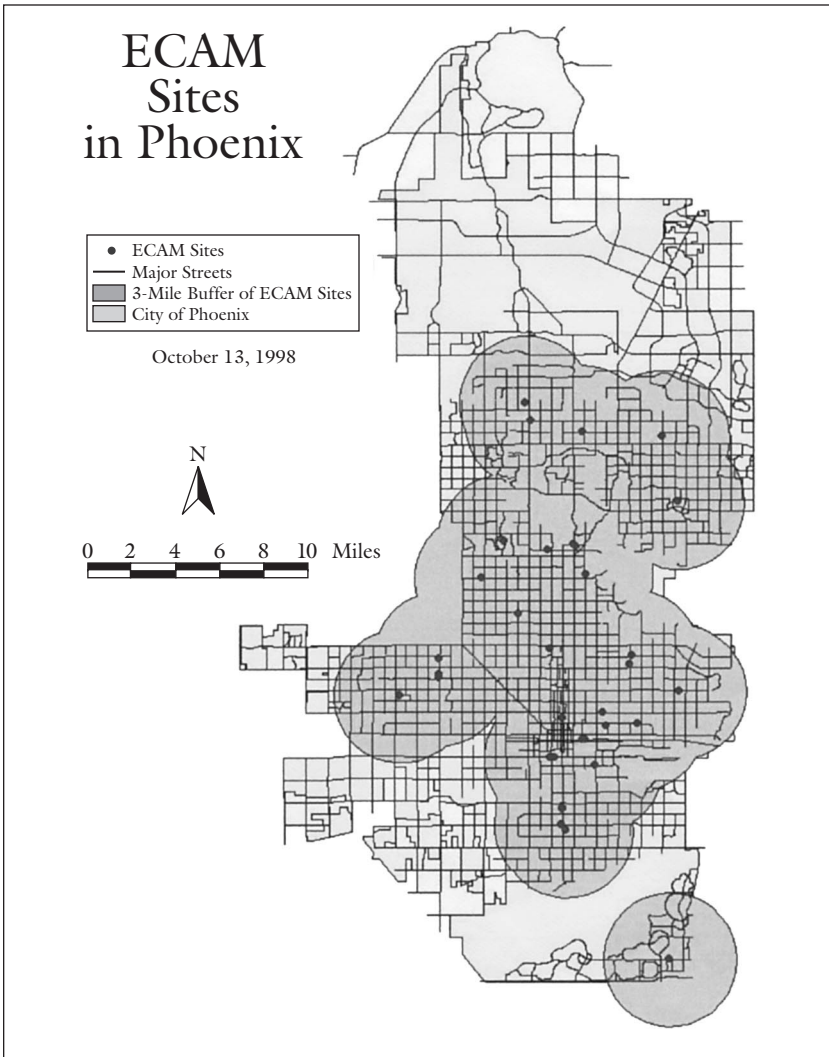 ECAM
Sites
in Phoenix
ECAM Sites
Major Streets
3-Mile Buffer of ECAM Sites
City of Phoenix
October 13, 1998
N
0 2 4 6 8 10 Miles